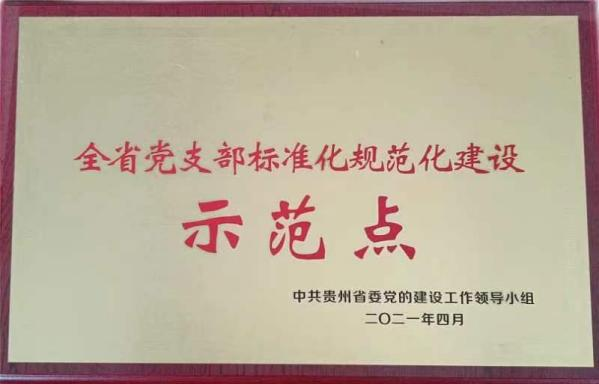 全省党支部标准化规范化建设
示范点
中共贵州省委党的建设工作领导小组
二〇二一年四月